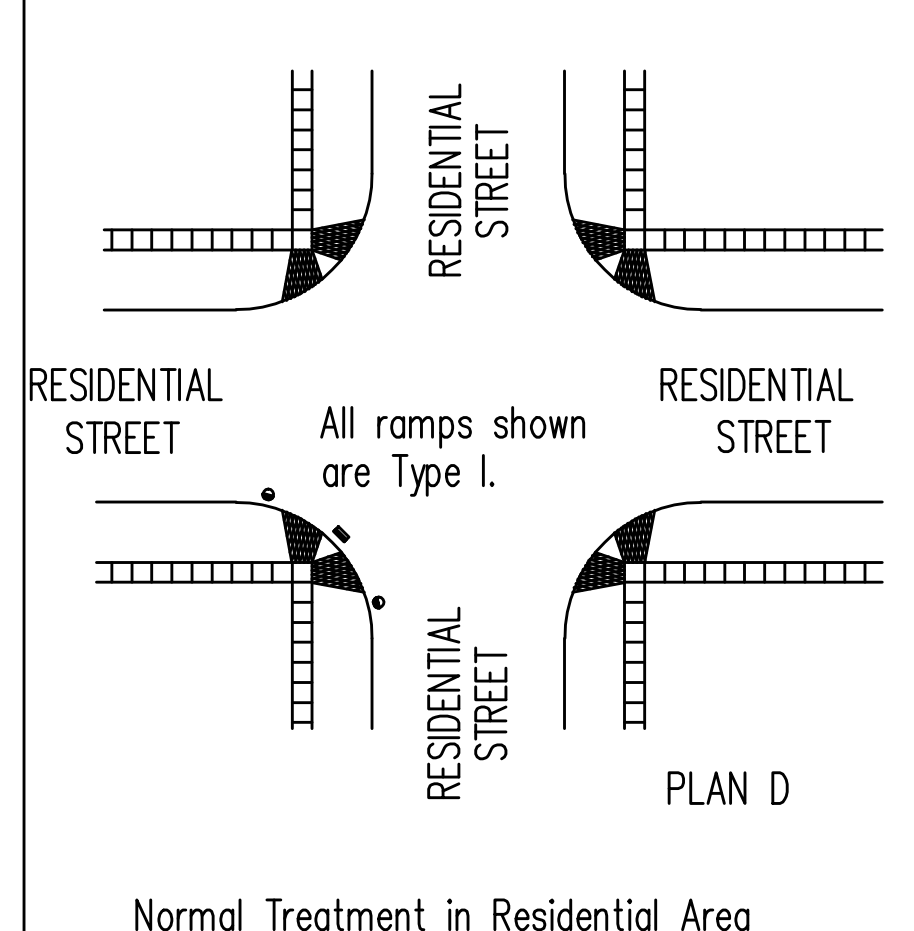 RESIDENTIAL
STREET
RESIDENTIAL
STREET
RESIDENTIAL
STREET
All ramps shown
are Type I.
RESIDENTIAL
STREET
PLAN D
Normal Treatment in Residential Area